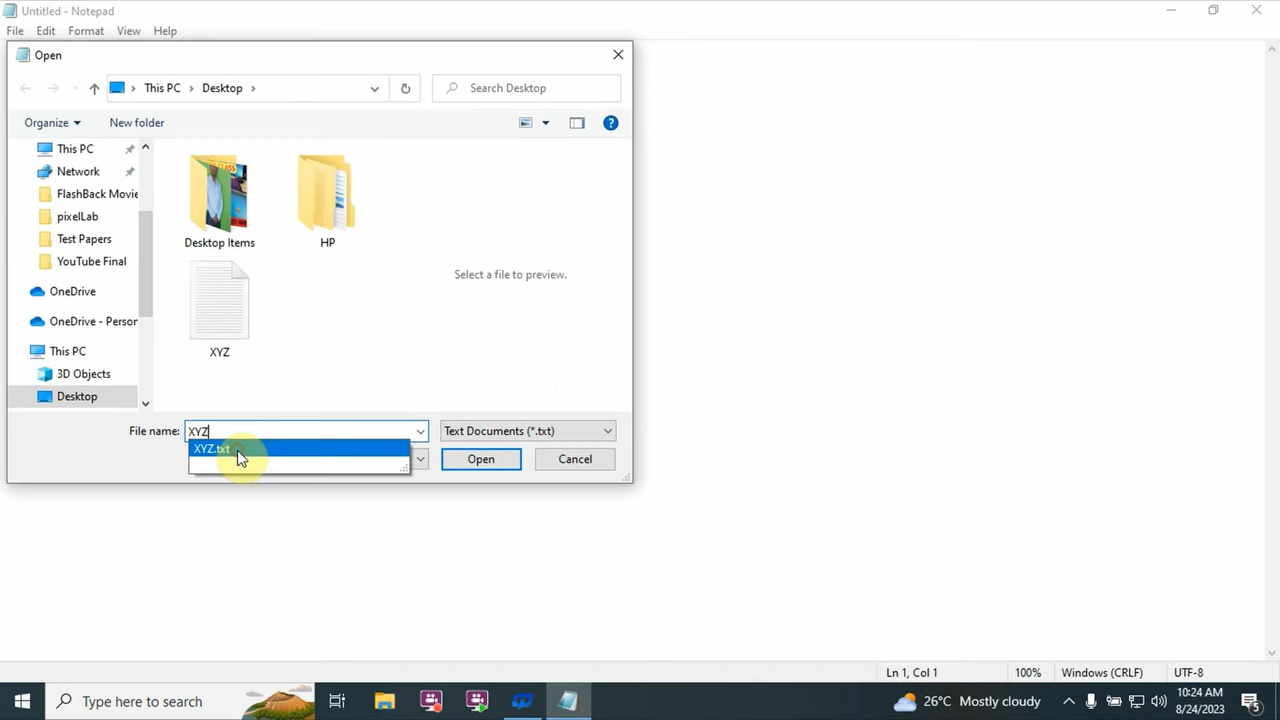 Untitled - Notepad
File Edit Format View Help
Open
This PC Desktop
Search Desktop
Organize New folder
This PC
Network
FlashBack Movie
pixelLab
Test Papers
YouTube Final
OneDrive
OneDrive - Person
This PC
3D Objects
Desktop
Desktop Items
HP
XYZ
Select a file to preview.
File name: XYZ
Text Documents (*.txt)
XYZ.txt
Open
Cancel
Ln 1, Col 1
100%
Windows (CRLF)
UTF-8
Type here to search
26°C Mostly cloudy
10:24 AM
8/24/2023
5